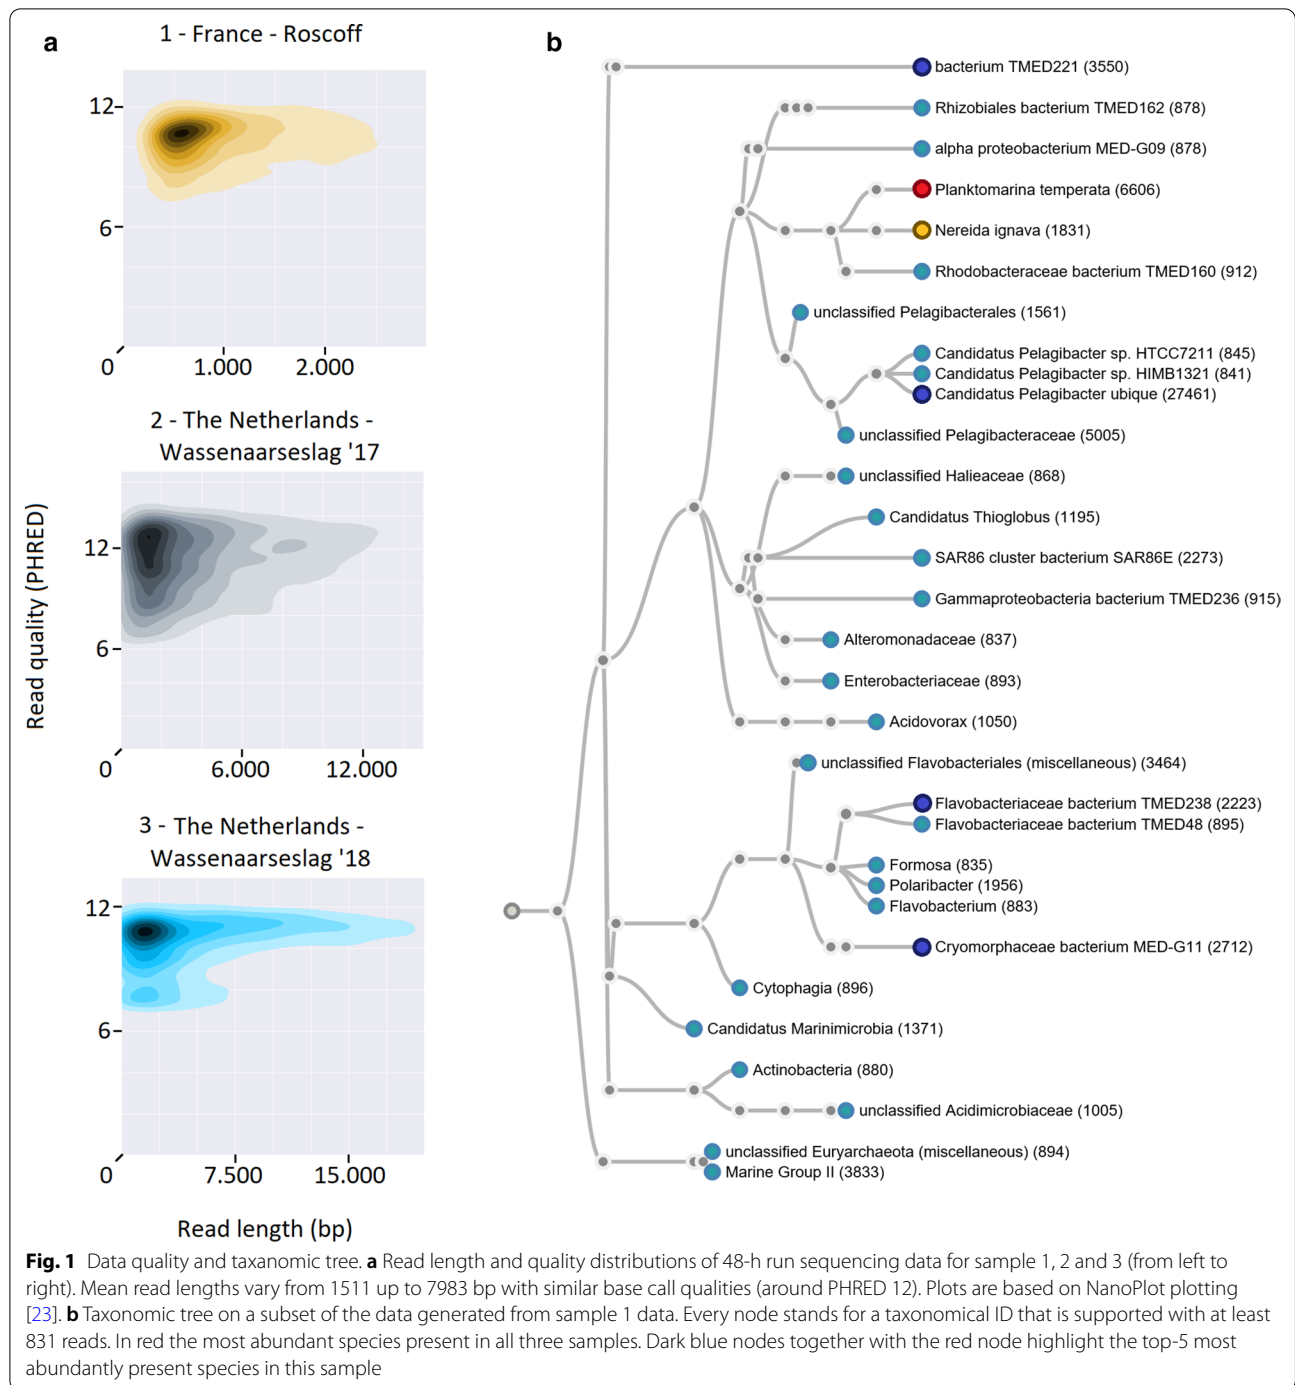 a
1 - France - Roscoff
12
6
0
1.000
2.000
2 - The Netherlands -
Wassenaarseslag '17
12
6
0
6.000
12.000
3 - The Netherlands -
Wassenaarseslag '18
12
6
0
7.500
15.000
Read quality (PHRED)
Read length (bp)
b
bacterium TMED221 (3550)
Rhizobiales bacterium TMED162 (878)
alpha proteobacterium MED-G09 (878)
Planktomarina temperata (6606)
Nereida ignava (1831)
Rhodobacteraceae bacterium TMED160 (912)
unclassified Pelagibacterales (1561)
Candidatus Pelagibacter sp. HTCC7211 (845)
Candidatus Pelagibacter sp. HIMB1321 (841)
Candidatus Pelagibacter ubique (27461)
unclassified Pelagibacteraceae (5005)
unclassified Halieaceae (868)
Candidatus Thioglobus (1195)
SAR86 cluster bacterium SAR86E (2273)
Gammaproteobacteria bacterium TMED236 (915)
Alteromonadaceae (837)
Enterobacteriaceae (893)
Acidovorax (1050)
unclassified Flavobacteriales (miscellaneous) (3464)
Flavobacteriaceae bacterium TMED238 (2223)
Flavobacteriaceae bacterium TMED48 (895)
Formosa (835)
Polaribacter (1956)
Flavobacterium (883)
Cryomorphaceae bacterium MED-G11 (2712)
Cytophagia (896)
Candidatus Marinimicrobia (1371)
Actinobacteria (880)
unclassified Acidimicrobiaceae (1005)
unclassified Euryarchaeota (miscellaneous) (894)
Marine Group II (3833)
Fig. 1 Data quality and taxanomic tree. a Read length and quality distributions of 48-h run sequencing data for sample 1, 2 and 3 (from left to
right). Mean read lengths vary from 1511 up to 7983 bp with similar base call qualities (around PHRED 12). Plots are based on NanoPlot plotting
[23]. b Taxonomic tree on a subset of the data generated from sample 1 data. Every node stands for a taxonomical ID that is supported with at least
831 reads. In red the most abundant species present in all three samples. Dark blue nodes together with the red node highlight the top-5 most
abundantly present species in this sample